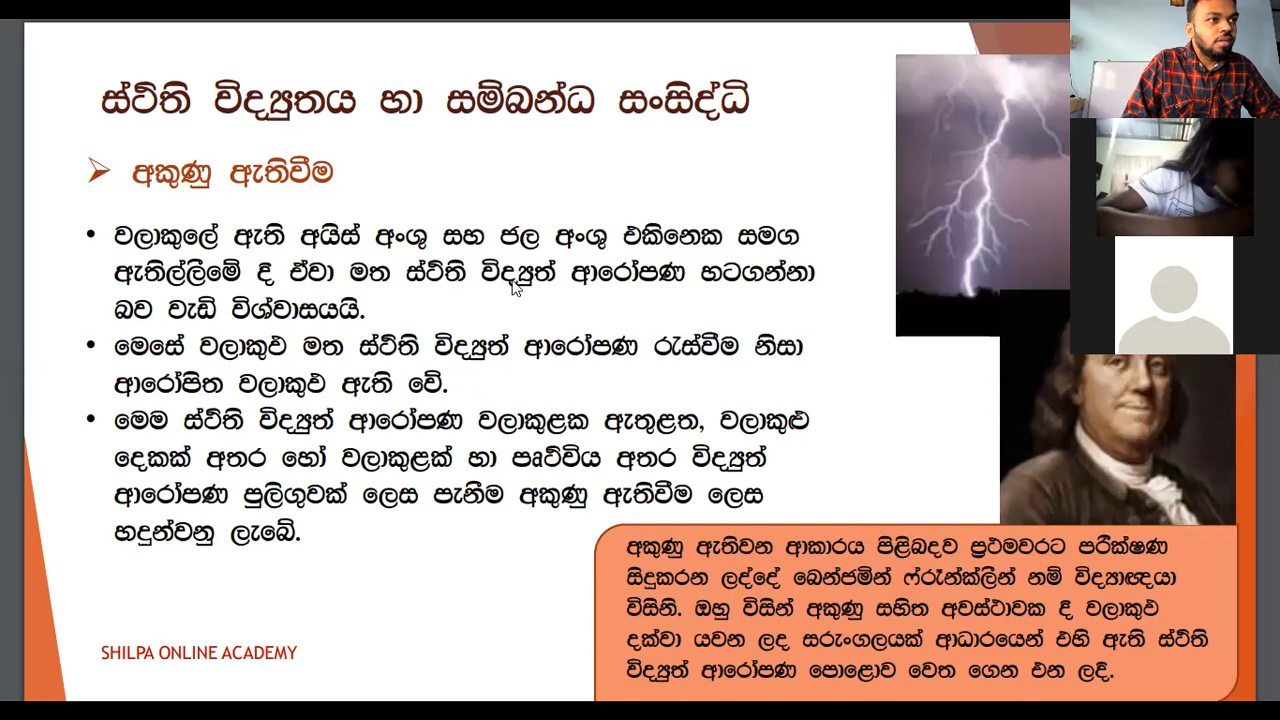 ස්ථිති විද්‍යුතය හා සම්බන්ධ සංසිද්ධි
අකුණු ඇතිවීම
• වලාකුලේ ඇති අයිස් අංශු සහ ජල අංශු එකිනෙක සමග
ඇතිල්ලීමේ දී ඒවා මත ස්ථිති විද්‍යුත් ආරෝපණ හටගන්නා
බව වැඩි විශ්වාසයයි.
• මෙසේ වලාකුළු මත ස්ථිති විද්‍යුත් ආරෝපණ රැස්වීම නිසා
ආරෝපිත වලාකුළු ඇති වේ.
• මෙම ස්ථිති විද්‍යුත් ආරෝපණ වලාකුළක ඇතුළත, වලාකුළු
දෙකක් අතර හෝ වලාකුළක් හා පෘථිවිය අතර විද්‍යුත්
ආරෝපණ පුලිගුවක් ලෙස පැනීම අකුණු ඇතිවීම ලෙස
හදුන්වනු ලැබේ.
අකුණු ඇතිවන ආකාරය පිළිබදව ප්‍රථමවරට පරීක්ෂණ
සිදුකරන ලද්දේ බෙන්ජමින් ෆ්රෑන්ක්ලීන් නම් විද්‍යාඥයා
විසිනි. ඔහු විසින් අකුණු සහිත අවස්ථාවක දී වලාකුළු
දක්වා යවන ලද සරුංගලයක් ආධාරයෙන් එහි ඇති ස්ථිති
විද්‍යුත් ආරෝපණ පොළොව වෙත ගෙන එන ලදී.
SHILPA ONLINE ACADEMY